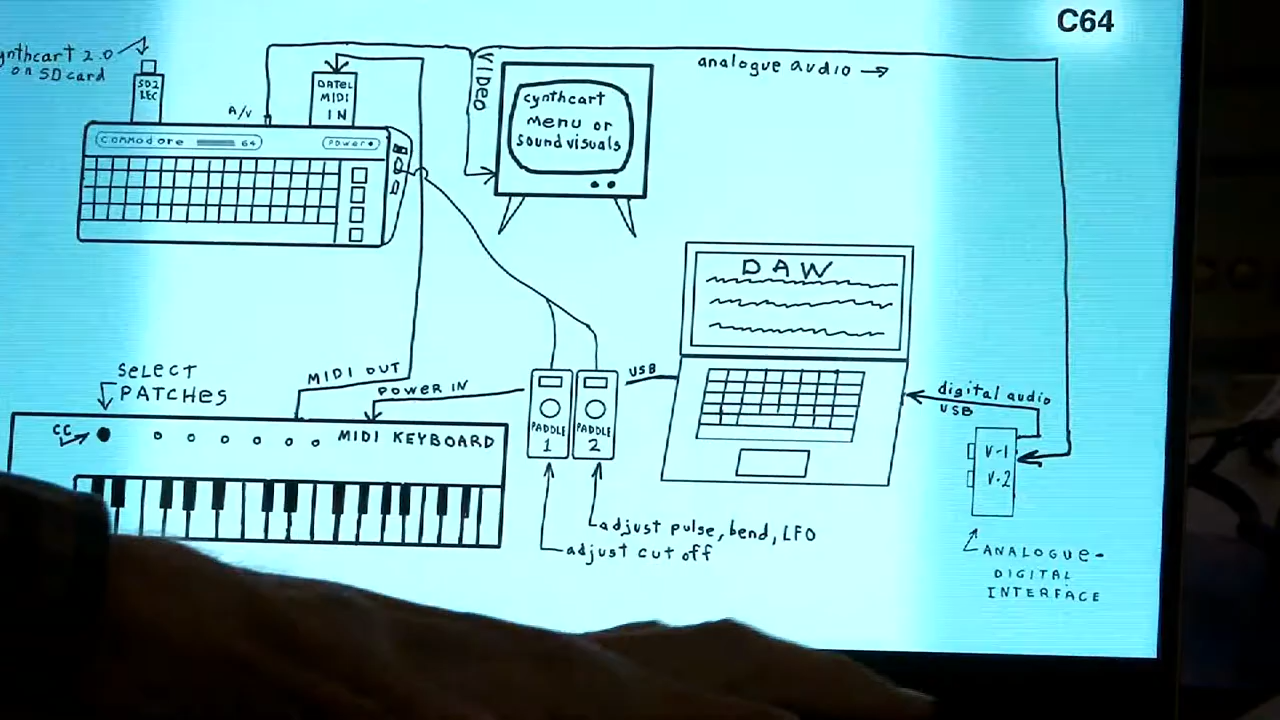 C64
cynthcart 2.0
on SD card
SD2
IEC
A/V
DATEL
MIDI
IN
VIDEO
analogue audio
cynthcart
menu or
sound visuals
commodore 64
POWER
DAW
SELECT
PATCHES
MIDI OUT
POWER IN
USB
CC
MIDI KEYBOARD
PADDLE
1
PADDLE
2
digital audio
USB
V-1
V-2
adjust pulse, bend, LFO
adjust cut off
ANALOGUE-
DIGITAL
INTERFACE